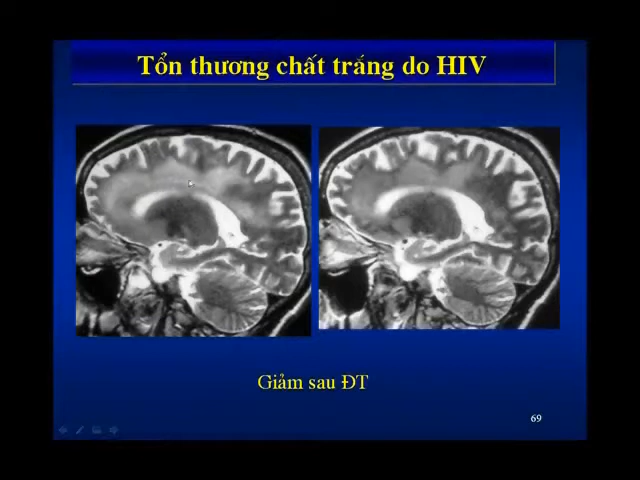 Tổn thương chất trắng do HIV
Giảm sau ĐT
69